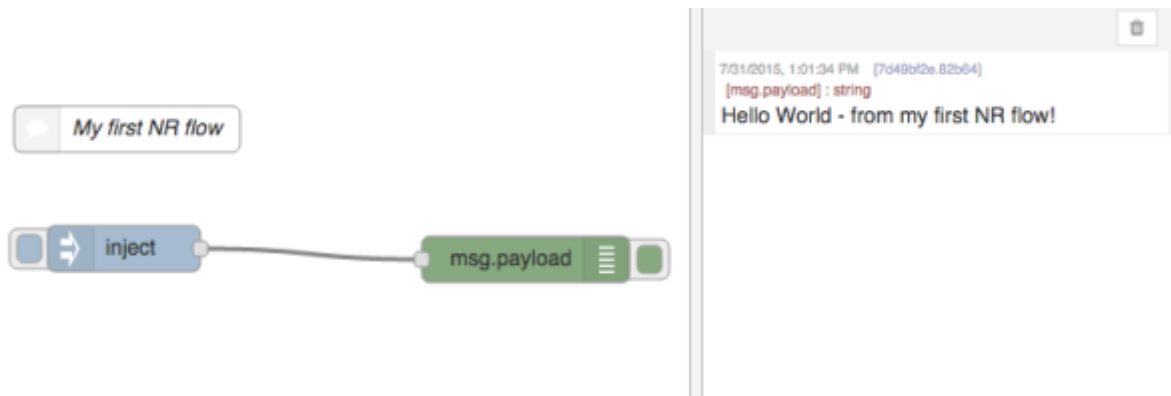 My first NR flow
inject
msg.payload
7/31/2015, 1:01:34 PM [7d49bf2e.82b64]
[msg.payload] : string
Hello World - from my first NR flow!